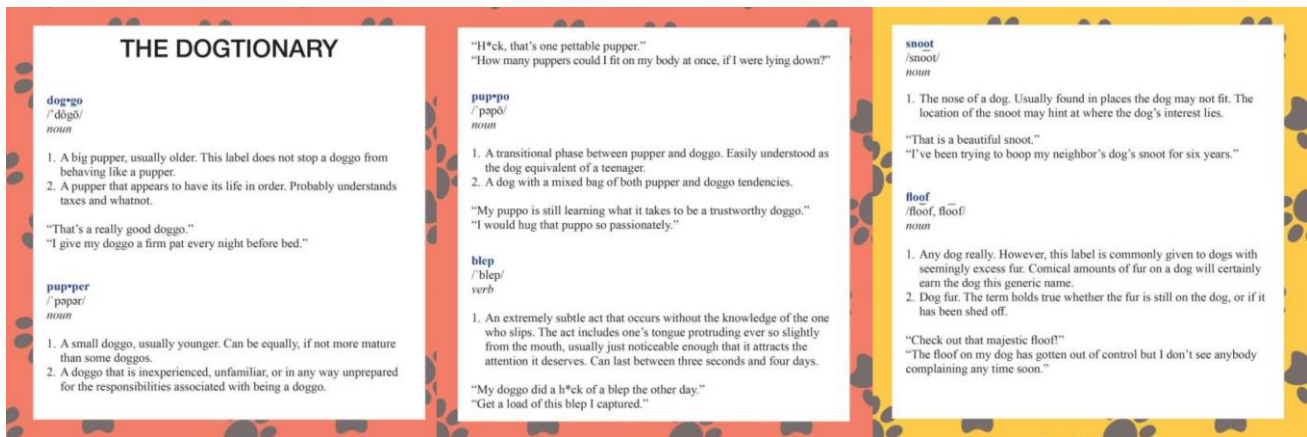 THE DOGTIONARY
dog•go
/ˈdôgō/
noun
1. A big pupper, usually older. This label does not stop a doggo from
behaving like a pupper.
2. A pupper that appears to have its life in order. Probably understands
taxes and whatnot.
“That’s a really good doggo.”
“I give my doggo a firm pat every night before bed.”
pup•per
/ˈpəpər/
noun
1. A small doggo, usually younger. Can be equally, if not more mature
than some doggos.
2. A doggo that is inexperienced, unfamiliar, or in any way unprepared
for the responsibilities associated with being a doggo.
“H*ck, that’s one pettable pupper.”
“How many puppers could I fit on my body at once, if I were lying down?”
pup•po
/ˈpəpō/
noun
1. A transitional phase between pupper and doggo. Easily understood as
the dog equivalent of a teenager.
2. A dog with a mixed bag of both pupper and doggo tendencies.
“My puppo is still learning what it takes to be a trustworthy doggo.”
“I would hug that puppo so passionately.”
blep
/ˈblep/
verb
1. An extremely subtle act that occurs without the knowledge of the one
who slips. The act includes one’s tongue protruding ever so slightly
from the mouth, usually just noticeable enough that it attracts the
attention it deserves. Can last between three seconds and four days.
“My doggo did a h*ck of a blep the other day.”
“Get a load of this blep I captured.”
snoot
/sno͞ot/
noun
1. The nose of a dog. Usually found in places the dog may not fit. The
location of the snoot may hint at where the dog’s interest lies.
“That is a beautiful snoot.”
“I’ve been trying to boop my neighbor’s dog’s snoot for six years.”
floof
/floof, flo͞of/
noun
1. Any dog really. However, this label is commonly given to dogs with
seemingly excess fur. Comical amounts of fur on a dog will certainly
earn the dog this generic name.
2. Dog fur. The term holds true whether the fur is still on the dog, or if it
has been shed off.
“Check out that majestic floof!”
“The floof on my dog has gotten out of control but I don’t see anybody
complaining any time soon.”